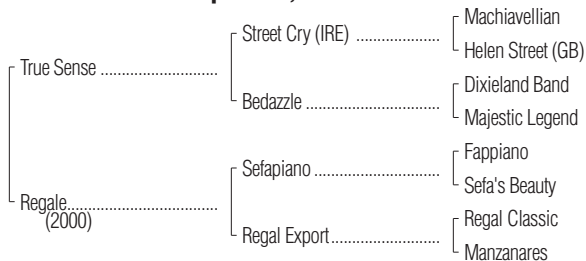 Machiavellian
Street Cry (IRE) ..................
Helen Street (GB)
True Sense .........................
Dixieland Band
Bedazzle ............................
Majestic Legend
Fappiano
Sefapiano ...........................
Sefa's Beauty
Regale................................
(2000)
Regal Classic
Regal Export.......................
Manzanares